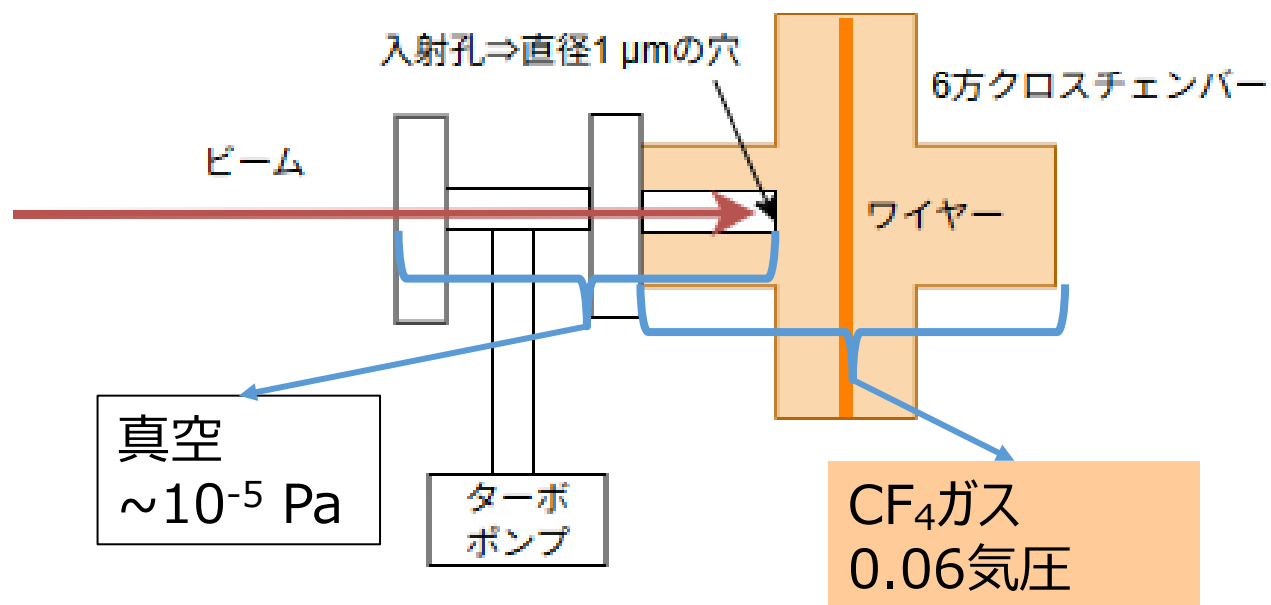 入射孔⇒直径1 μmの穴
6方クロスチェンバー
ビーム
ワイヤー
真空
~10⁻⁵ Pa
ターボ
ポンプ
CF₄ガス
0.06気圧